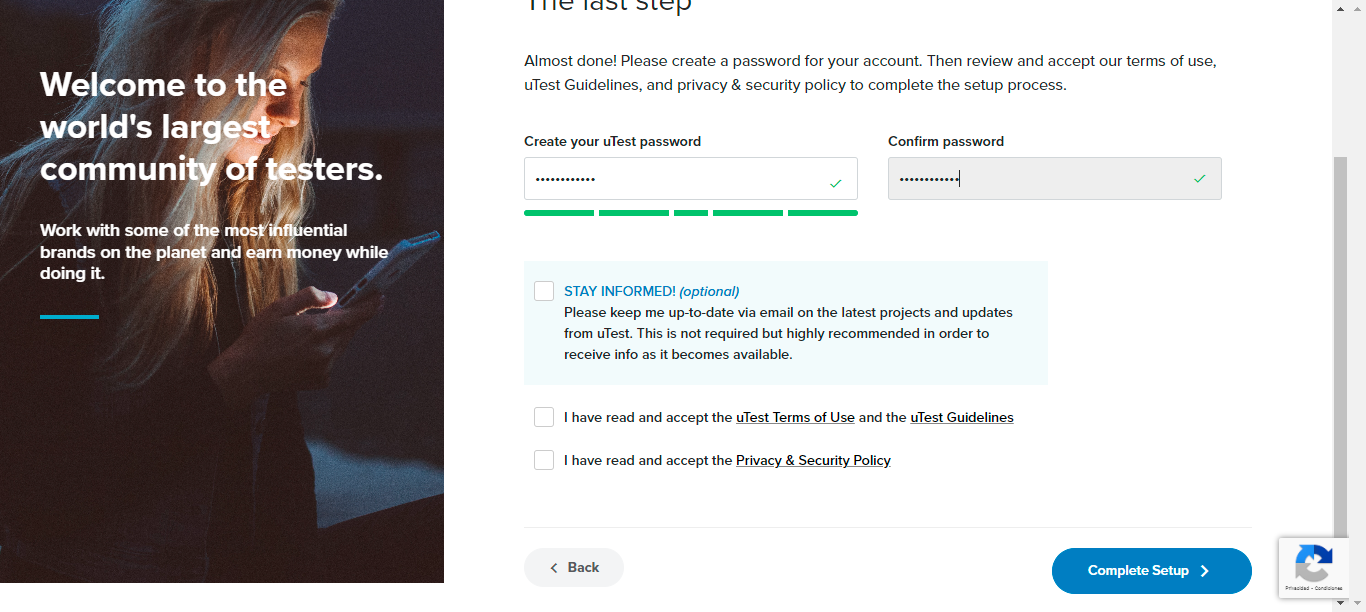 The last step
Welcome to the
world's largest
community of testers.
Work with some of the most influential
brands on the planet and earn money while
doing it.
Almost done! Please create a password for your account. Then review and accept our terms of use,
uTest Guidelines, and privacy & security policy to complete the setup process.
Create your uTest password
Confirm password
••••••••••••
••••••••••••
STAY INFORMED! (optional)
Please keep me up-to-date via email on the latest projects and updates
from uTest. This is not required but highly recommended in order to
receive info as it becomes available.
I have read and accept the uTest Terms of Use and the uTest Guidelines
I have read and accept the Privacy & Security Policy
Back
Complete Setup
Privacidad - Condiciones